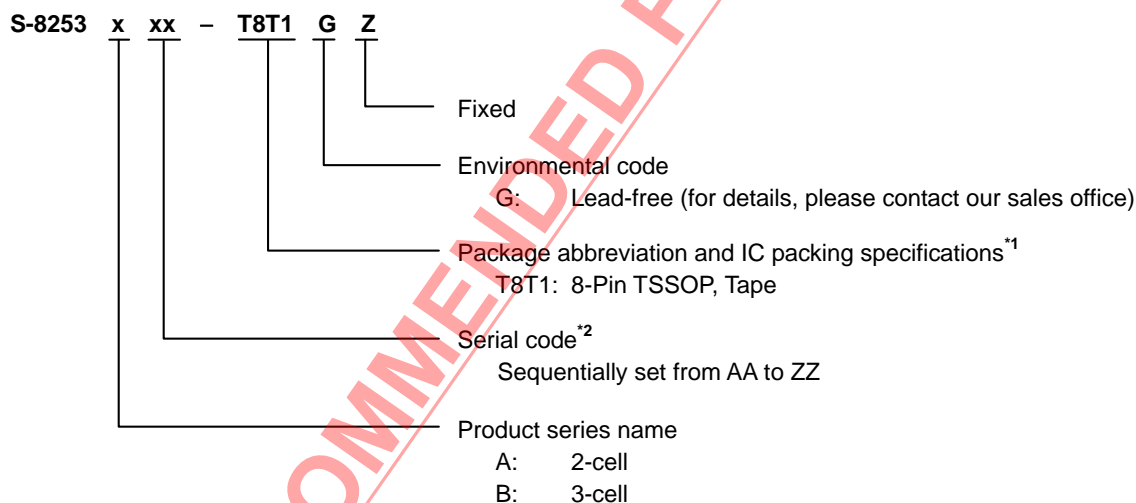 S-8253 x xx – T8T1 G Z
Fixed
Environmental code
G: Lead-free (for details, please contact our sales office)
Package abbreviation and IC packing specifications*1
T8T1: 8-Pin TSSOP, Tape
Serial code*2
Sequentially set from AA to ZZ
Product series name
A: 2-cell
B: 3-cell
OMMENDED F